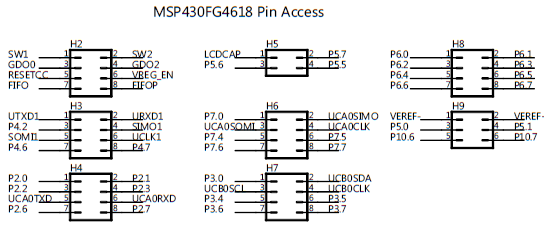 MSP430FG4618 Pin Access
H2
SW1 1 2 SW2
GDO0 3 4 GDO2
RESETCC 5 6 VREG_EN
FIFO 7 8 FIFOP
H5
LCDCAP 1 2 P5.7
P5.6 3 4 P5.5
H8
P6.0 1 2 P6.1
P6.2 3 4 P6.3
P6.4 5 6 P6.5
P6.6 7 8 P6.7
H3
UTXD1 1 2 URXD1
P4.2 3 4 SIMO1
SOMI1 5 6 UCLK1
P4.6 7 8 P4.7
H6
P7.0 1 2 UCA0SIMO
UCA0SOMI 3 4 UCA0CLK
P7.4 5 6 P7.5
P7.6 7 8 P7.7
H9
VEREF- 1 2 VEREF-
P5.0 3 4 P5.1
P10.6 5 6 P10.7
H4
P2.0 1 2 P2.1
P2.2 3 4 P2.3
UCA0TXD 5 6 UCA0RXD
P2.6 7 8 P2.7
H7
P3.0 1 2 UCB0SDA
UCB0SCL 3 4 UCB0CLK
P3.4 5 6 P3.5
P3.6 7 8 P3.7